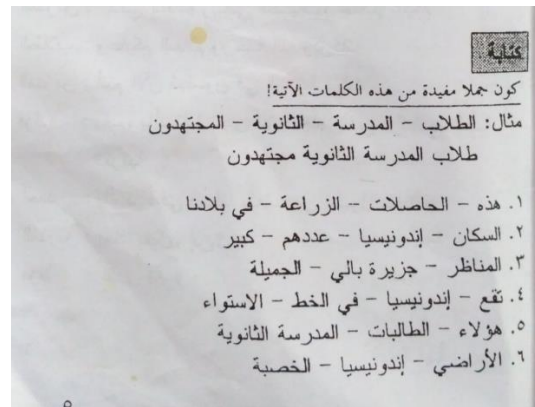 كتابة
كون جملا مفيدة من هذه الكلمات الآتية!
مثال: الطلاب - المدرسة - الثانوية - المجتهدون
طلاب المدرسة الثانوية مجتهدون
١. هذه - الحاصلات - الزراعة - في بلادنا
٢. السكان - إندونيسيا - عددهم - كبير
٣. المناظر - جزيرة بالي - الجميلة
٤. تقع - إندونيسيا - في الخط - الاستواء
٥. هؤلاء - الطالبات - المدرسة الثانوية
٦. الأراضي - إندونيسيا - الخصبة